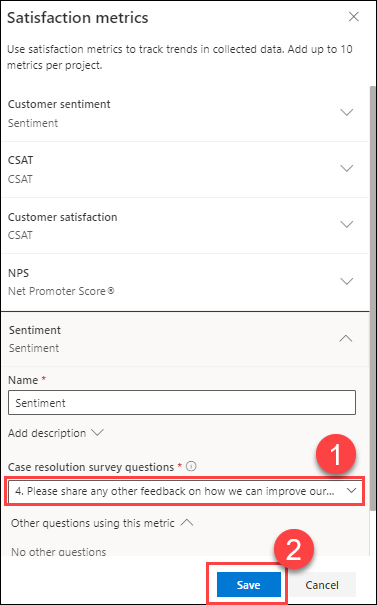 Satisfaction metrics
Use satisfaction metrics to track trends in collected data. Add up to 10
metrics per project.
Customer sentiment
Sentiment
CSAT
CSAT
Customer satisfaction
CSAT
NPS
Net Promoter Score®
Sentiment
Sentiment
Name *
Sentiment
Add description
1
Case resolution survey questions *
4. Please share any other feedback on how we can improve our...
Other questions using this metric
2
No other questions
Save
Cancel